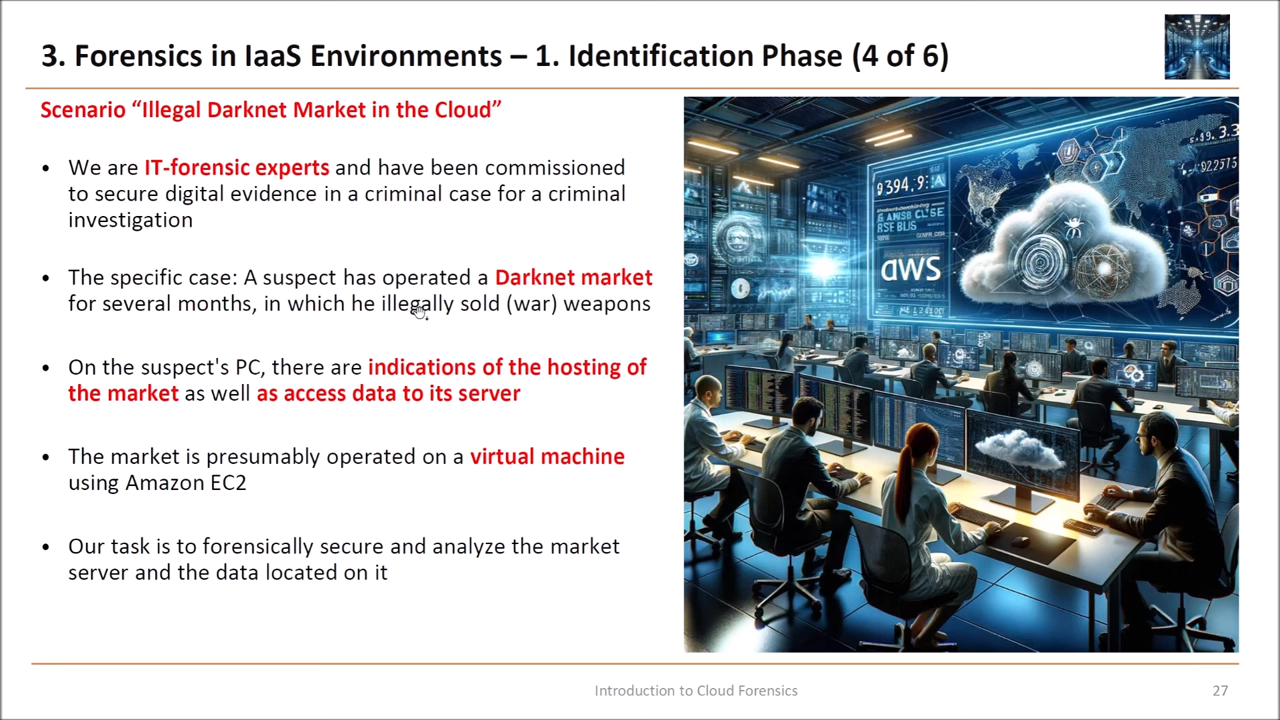 3. Forensics in IaaS Environments – 1. Identification Phase (4 of 6)
Scenario “Illegal Darknet Market in the Cloud”
• We are IT-forensic experts and have been commissioned
to secure digital evidence in a criminal case for a criminal
investigation
• The specific case: A suspect has operated a Darknet market
for several months, in which he illegally sold (war) weapons
• On the suspect's PC, there are indications of the hosting of
the market as well as access data to its server
• The market is presumably operated on a virtual machine
using Amazon EC2
• Our task is to forensically secure and analyze the market
server and the data located on it
aws
Introduction to Cloud Forensics
27